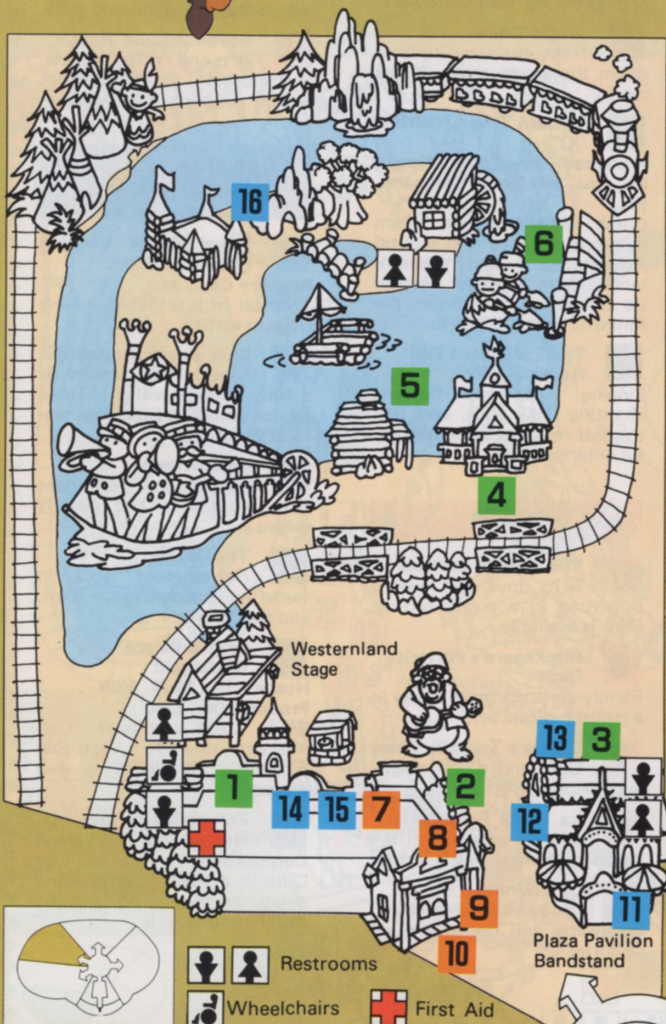 16
6
5
4
Westernland
Stage
13
3
1
14
15
7
2
12
8
9
11
10
Plaza Pavilion
Bandstand
Restrooms
Wheelchairs
First Aid